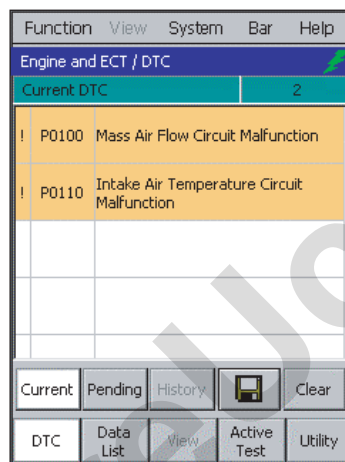 Function View System Bar Help
Engine and ECT / DTC
Current DTC 2
! P0100 Mass Air Flow Circuit Malfunction
! P0110 Intake Air Temperature Circuit
Malfunction
Current Pending History Clear
DTC Data List View Active Test Utility